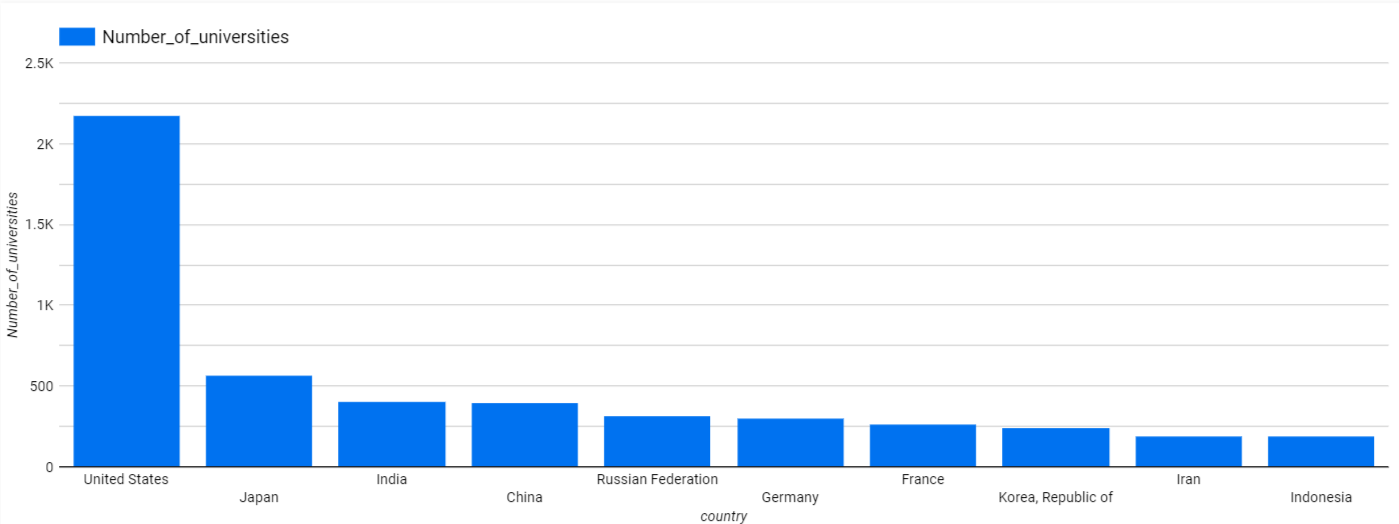 Number_of_universities
2.5K
2K
1.5K
1K
500
0
Number_of_universities
United States
Japan
India
China
Russian Federation
Germany
France
Korea, Republic of
Iran
Indonesia
country